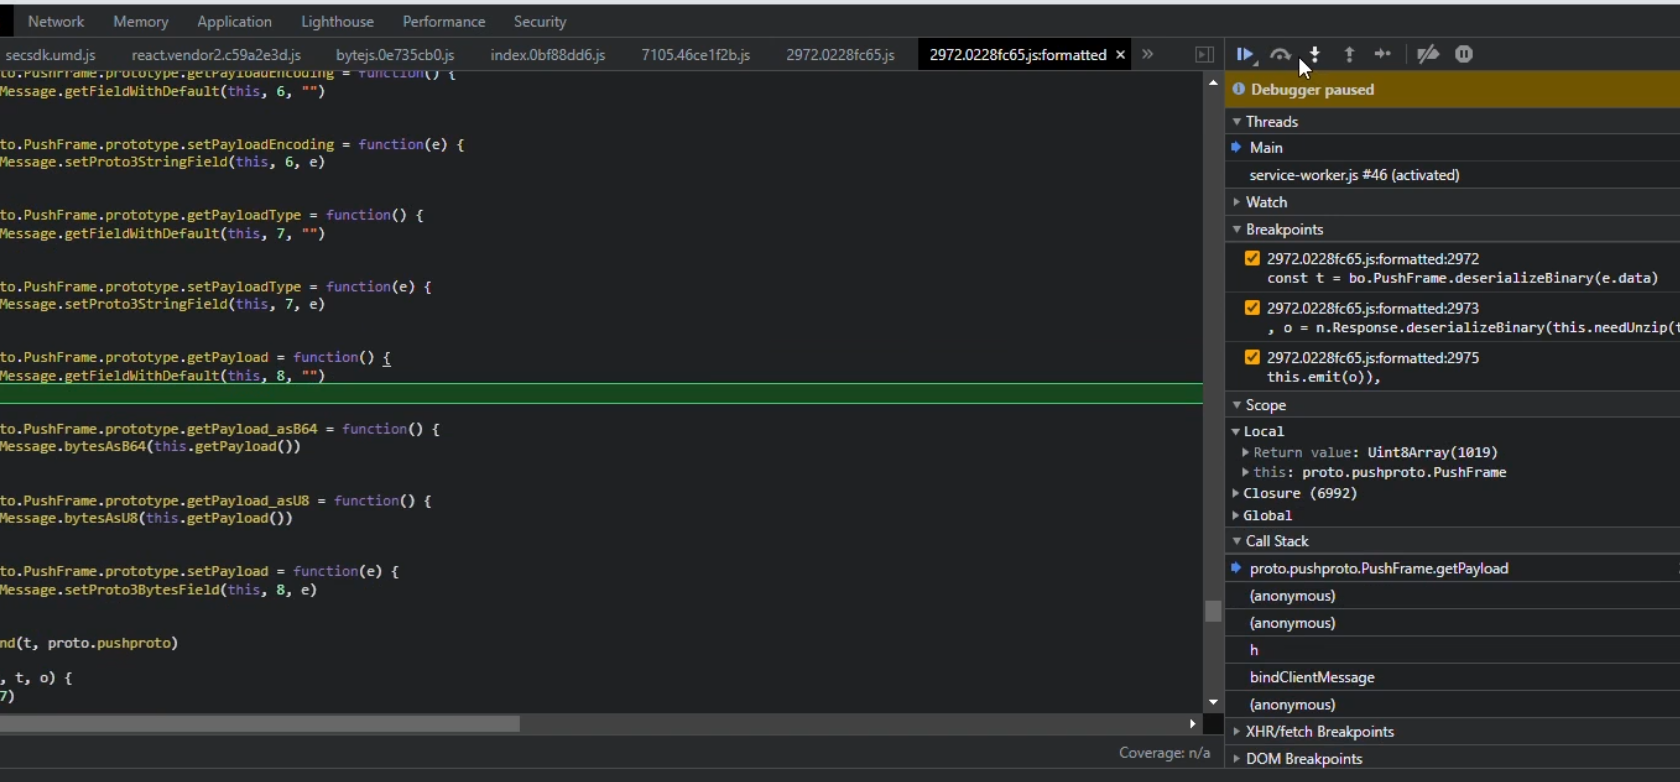 Network Memory Application Lighthouse Performance Security
secsdk.umd.js react.vendor2.c59a2e3d.js bytejs.0e735cb0.js index.0bf88dd6.js 7105.46ce1f2b.js 2972.0228fc65.js 2972.0228fc65.js:formatted × »
to.PushFrame.prototype.getPayloadEncoding = function() {
Message.getFieldWithDefault(this, 6, "")
to.PushFrame.prototype.setPayloadEncoding = function(e) {
Message.setProto3StringField(this, 6, e)
to.PushFrame.prototype.getPayloadType = function() {
Message.getFieldWithDefault(this, 7, "")
to.PushFrame.prototype.setPayloadType = function(e) {
Message.setProto3StringField(this, 7, e)
to.PushFrame.prototype.getPayload = function() {
Message.getFieldWithDefault(this, 8, "")
to.PushFrame.prototype.getPayload_asB64 = function() {
Message.bytesAsB64(this.getPayload())
to.PushFrame.prototype.getPayload_asU8 = function() {
Message.bytesAsU8(this.getPayload())
to.PushFrame.prototype.setPayload = function(e) {
Message.setProto3BytesField(this, 8, e)
nd(t, proto.pushproto)
, t, o) {
7)
Coverage: n/a
Debugger paused
Threads
Main
service-worker.js #46 (activated)
Watch
Breakpoints
2972.0228fc65.js:formatted:2972
const t = bo.PushFrame.deserializeBinary(e.data)
2972.0228fc65.js:formatted:2973
, o = n.Response.deserializeBinary(this.needUnzip(t
2972.0228fc65.js:formatted:2975
this.emit(o)),
Scope
Local
Return value: Uint8Array(1019)
this: proto.pushproto.PushFrame
Closure (6992)
Global
Call Stack
proto.pushproto.PushFrame.getPayload
(anonymous)
(anonymous)
h
bindClientMessage
(anonymous)
XHR/fetch Breakpoints
DOM Breakpoints